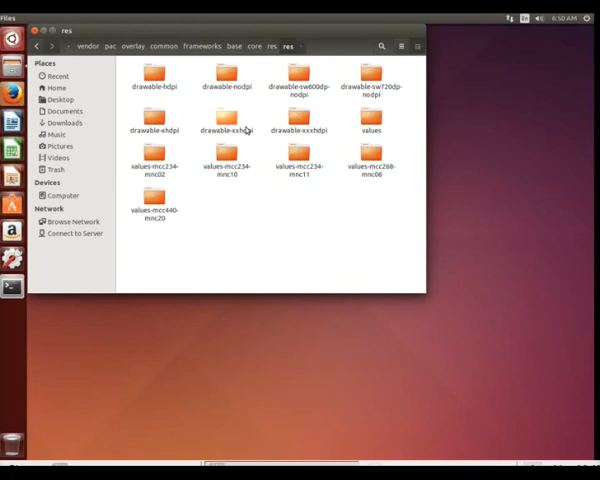 Files
En
6:50 AM
res
vendor pac overlay common frameworks base core res res
Places
Recent
Home
Desktop
Documents
Downloads
Music
Pictures
Videos
Trash
Devices
Computer
Network
Browse Network
Connect to Server
drawable-hdpi
drawable-nodpi
drawable-sw600dp-
nodpi
drawable-sw720dp-
nodpi
drawable-xhdpi
drawable-xxhdpi
drawable-xxxhdpi
values
values-mcc234-
mnc02
values-mcc234-
mnc10
values-mcc234-
mnc11
values-mcc268-
mnc06
values-mcc440-
mnc20